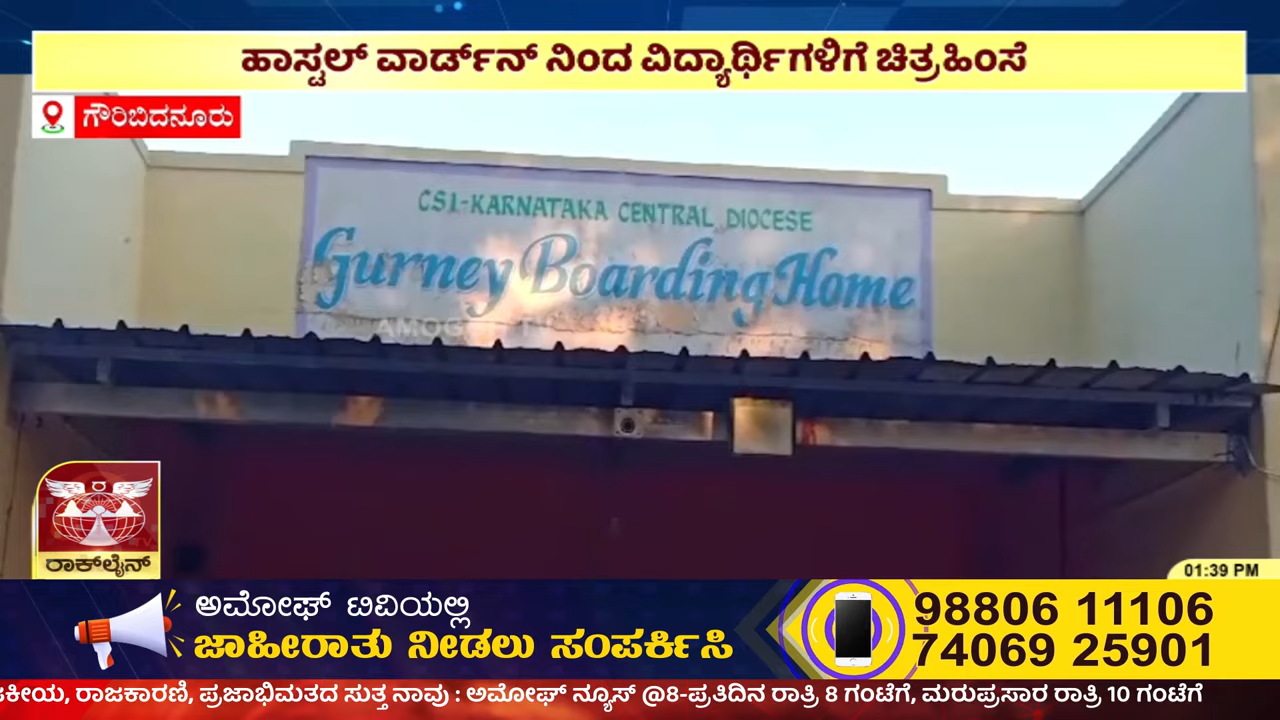 ಹಾಸ್ಟಲ್ ವಾರ್ಡ್‌ನ್ ನಿಂದ ವಿದ್ಯಾರ್ಥಿಗಳಿಗೆ ಚಿತ್ರಹಿಂಸೆ
ಗೌರಿಬಿದನೂರು
CSI-KARNATAKA CENTRAL DIOCESE
Gurney Boarding Home
ರ
ರಾಕ್‌ಲೈನ್
01:39 PM
ಅಮೋಘ್ ಟಿವಿಯಲ್ಲಿ
ಜಾಹೀರಾತು ನೀಡಲು ಸಂಪರ್ಕಿಸಿ
98806 11106
74069 25901
ರಾಜಕಾರಣಿ, ಪ್ರಜಾಭಿಮತದ ಸುತ್ತ ನಾವು : ಅಮೋಘ್ ನ್ಯೂಸ್ @8-ಪ್ರತಿದಿನ ರಾತ್ರಿ 8 ಗಂಟೆಗೆ, ಮರುಪ್ರಸಾರ ರಾತ್ರಿ 10 ಗಂಟೆಗೆ